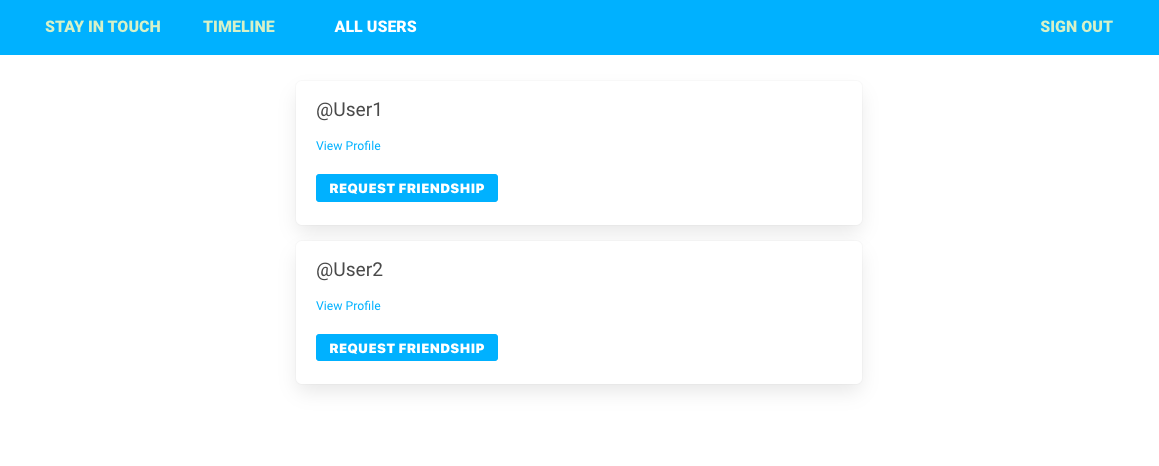 STAY IN TOUCH TIMELINE ALL USERS SIGN OUT
@User1
View Profile
REQUEST FRIENDSHIP
@User2
View Profile
REQUEST FRIENDSHIP